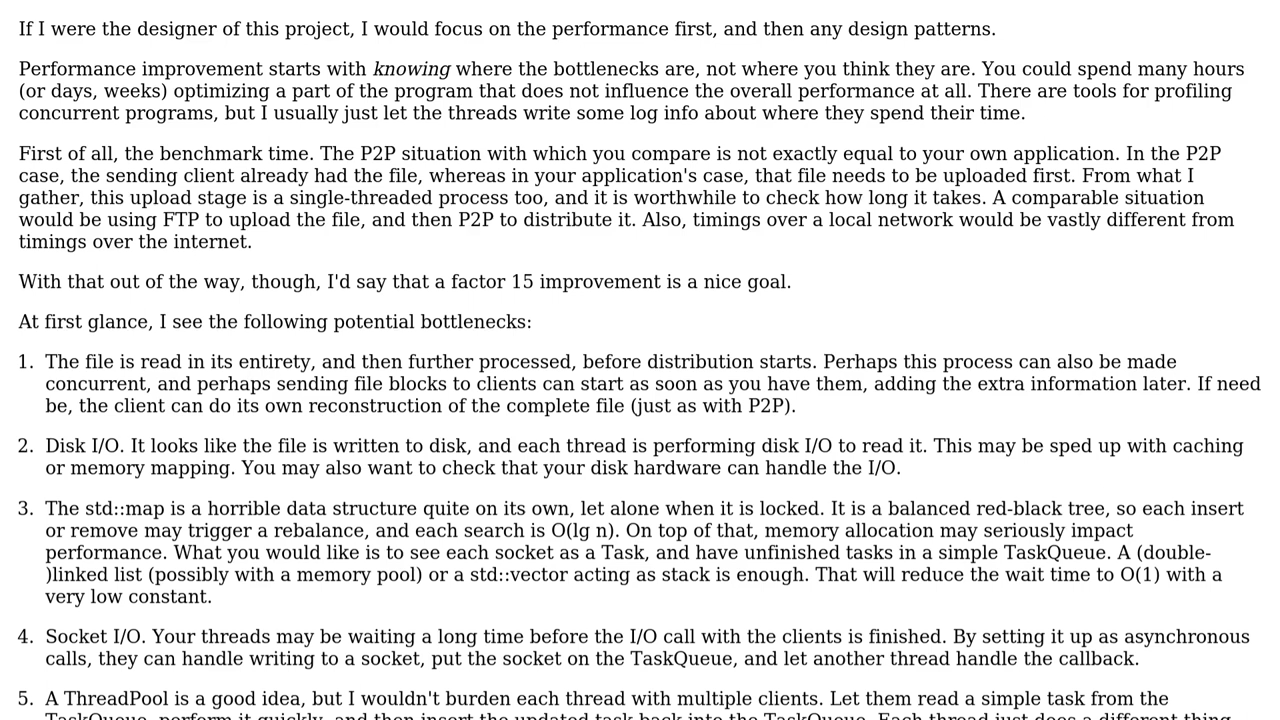 If I were the designer of this project, I would focus on the performance first, and then any design patterns.
Performance improvement starts with knowing where the bottlenecks are, not where you think they are. You could spend many hours
(or days, weeks) optimizing a part of the program that does not influence the overall performance at all. There are tools for profiling
concurrent programs, but I usually just let the threads write some log info about where they spend their time.
First of all, the benchmark time. The P2P situation with which you compare is not exactly equal to your own application. In the P2P
case, the sending client already had the file, whereas in your application's case, that file needs to be uploaded first. From what I
gather, this upload stage is a single-threaded process too, and it is worthwhile to check how long it takes. A comparable situation
would be using FTP to upload the file, and then P2P to distribute it. Also, timings over a local network would be vastly different from
timings over the internet.
With that out of the way, though, I'd say that a factor 15 improvement is a nice goal.
At first glance, I see the following potential bottlenecks:
1. The file is read in its entirety, and then further processed, before distribution starts. Perhaps this process can also be made
concurrent, and perhaps sending file blocks to clients can start as soon as you have them, adding the extra information later. If need
be, the client can do its own reconstruction of the complete file (just as with P2P).
2. Disk I/O. It looks like the file is written to disk, and each thread is performing disk I/O to read it. This may be sped up with caching
or memory mapping. You may also want to check that your disk hardware can handle the I/O.
3. The std::map is a horrible data structure quite on its own, let alone when it is locked. It is a balanced red-black tree, so each insert
or remove may trigger a rebalance, and each search is O(lg n). On top of that, memory allocation may seriously impact
performance. What you would like is to see each socket as a Task, and have unfinished tasks in a simple TaskQueue. A (double-
)linked list (possibly with a memory pool) or a std::vector acting as stack is enough. That will reduce the wait time to O(1) with a
very low constant.
4. Socket I/O. Your threads may be waiting a long time before the I/O call with the clients is finished. By setting it up as asynchronous
calls, they can handle writing to a socket, put the socket on the TaskQueue, and let another thread handle the callback.
5. A ThreadPool is a good idea, but I wouldn't burden each thread with multiple clients. Let them read a simple task from the
TaskQueue, perform it quickly, and then insert the updated task back into the TaskQueue. Each thread just does a different thing